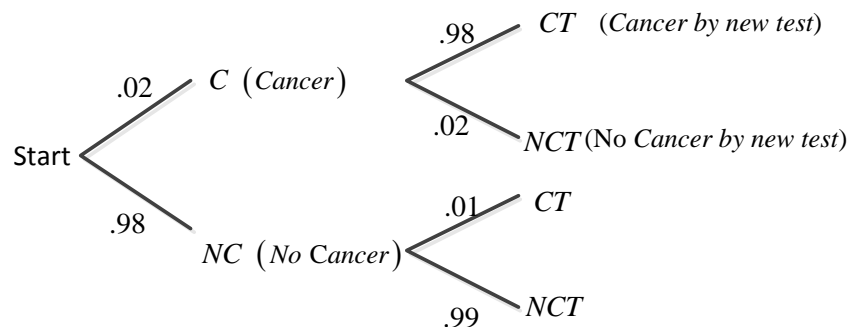 .98
CT (Cancer by new test)
.02
C (Cancer)
.02
NCT (No Cancer by new test)
Start
.98
.01
CT
NC (No Cancer)
.99
NCT